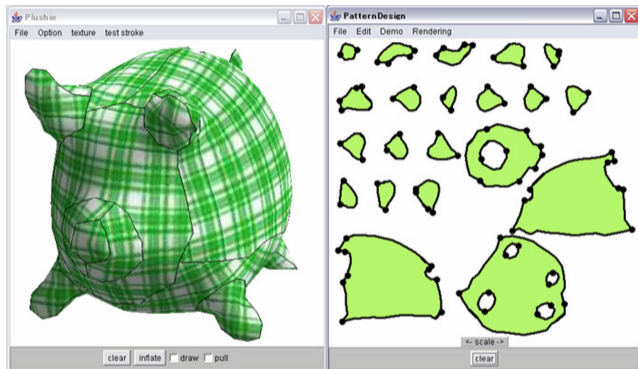 Plushie
File Option texture test stroke
clear inflate draw pull
PatternDesign
File Edit Demo Rendering
<- scale ->
clear